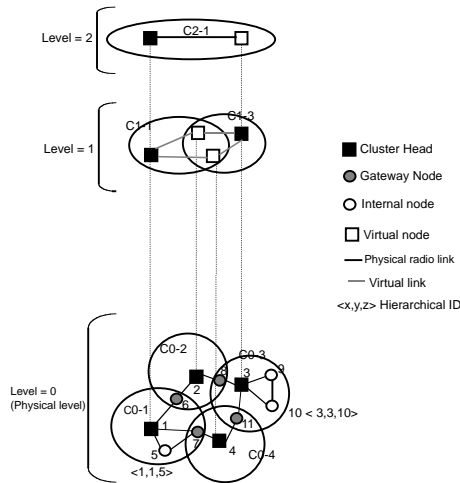 Level = 2
C2-1
Level = 1
C1-1
C1-3
Cluster Head
Gateway Node
Internal node
Virtual node
Physical radio link
Virtual link
<x,y,z> Hierarchical ID
Level = 0
(Physical level)
C0-2
C0-3
8
3
9
2
C0-1
6
10 < 3,3,10>
11
1
7
5
4
C0-4
<1,1,5>